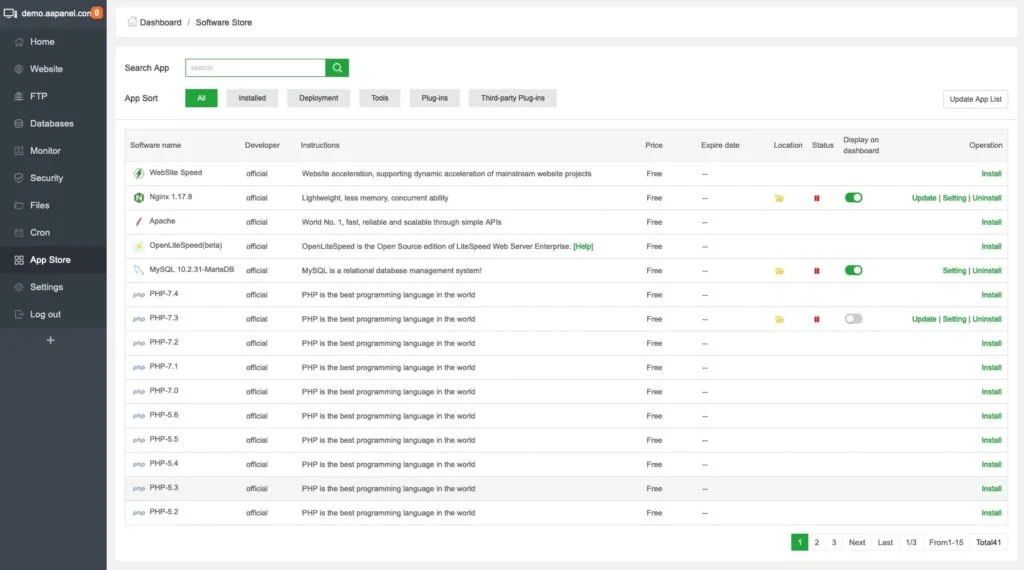 demo.aapanel.com 0
Home
Website
FTP
Databases
Monitor
Security
Files
Cron
App Store
Settings
Log out
Dashboard / Software Store
Search App search
App Sort All Installed Deployment Tools Plug-ins Third-party Plug-ins Update App List
Software name Developer Instructions Price Expire date Location Status Display on dashboard Operation
WebSite Speed official Website acceleration, supporting dynamic acceleration of mainstream website projects Free -- Install
Nginx 1.17.8 official Lightweight, less memory, concurrent ability Free -- Update | Setting | Uninstall
Apache official World No. 1, fast, reliable and scalable through simple APIs Free -- Install
OpenLiteSpeed(beta) official OpenLiteSpeed is the Open Source edition of LiteSpeed Web Server Enterprise. [Help] Free -- Install
MySQL 10.2.31-MariaDB official MySQL is a relational database management system! Free -- Setting | Uninstall
php PHP-7.4 official PHP is the best programming language in the world Free -- Install
php PHP-7.3 official PHP is the best programming language in the world Free -- Update | Setting | Uninstall
php PHP-7.2 official PHP is the best programming language in the world Free -- Install
php PHP-7.1 official PHP is the best programming language in the world Free -- Install
php PHP-7.0 official PHP is the best programming language in the world Free -- Install
php PHP-5.6 official PHP is the best programming language in the world Free -- Install
php PHP-5.5 official PHP is the best programming language in the world Free -- Install
php PHP-5.4 official PHP is the best programming language in the world Free -- Install
php PHP-5.3 official PHP is the best programming language in the world Free -- Install
php PHP-5.2 official PHP is the best programming language in the world Free -- Install
1 2 3 Next Last 1/3 From1-15 Total41